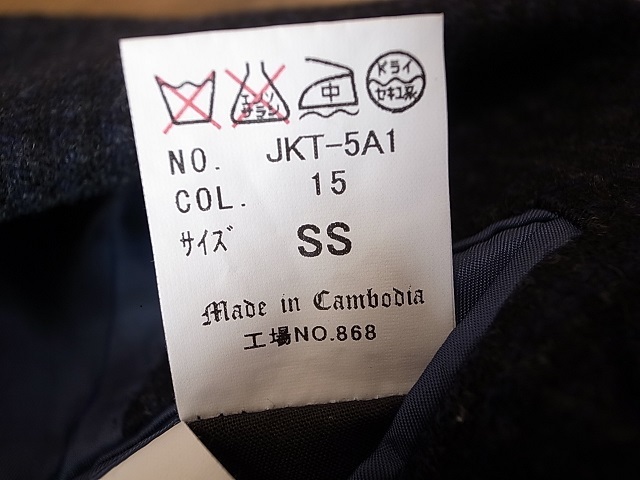 エンソ
サラシ
中
ドライ
セキユ系
NO. JKT-5A1
COL. 15
サイズ SS
Made in Cambodia
工場NO.868